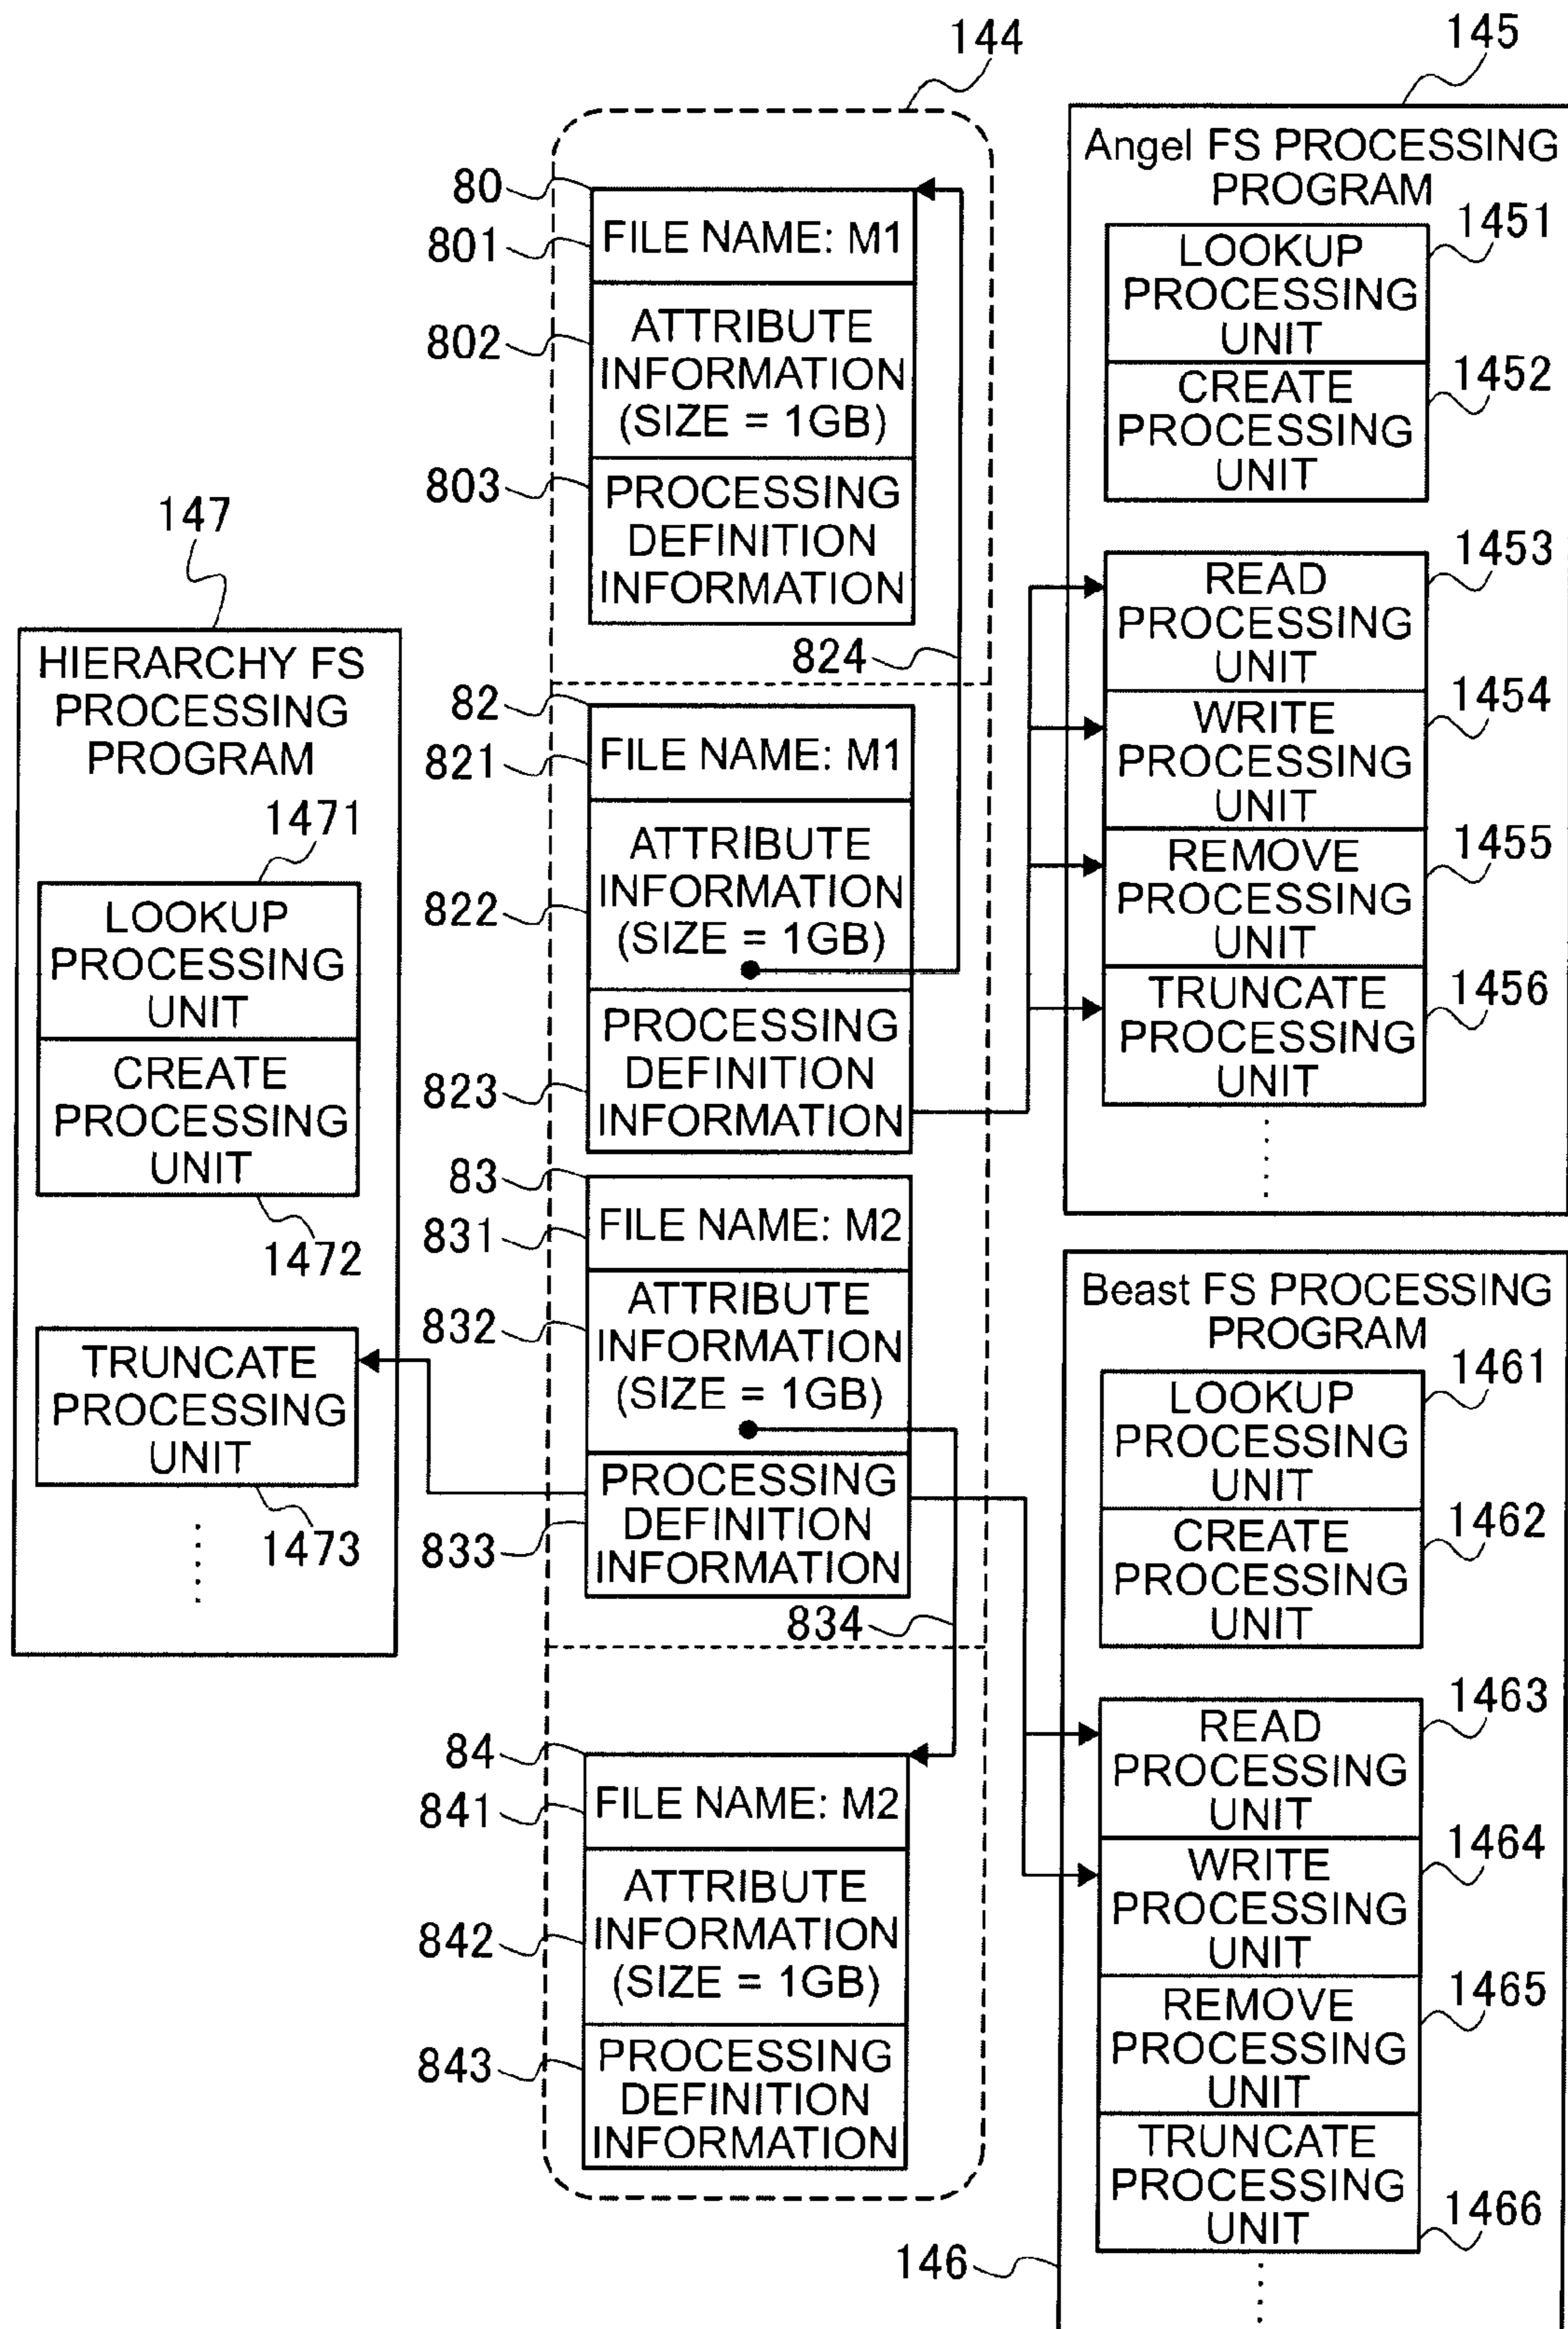 144
145
Angel FS PROCESSING
PROGRAM
1451
LOOKUP
PROCESSING
UNIT
1452
CREATE
PROCESSING
UNIT
1453
READ
PROCESSING
UNIT
1454
WRITE
PROCESSING
UNIT
1455
REMOVE
PROCESSING
UNIT
1456
TRUNCATE
PROCESSING
UNIT
80
801
FILE NAME: M1
802
ATTRIBUTE
INFORMATION
(SIZE = 1GB)
803
PROCESSING
DEFINITION
INFORMATION
824
82
821
FILE NAME: M1
822
ATTRIBUTE
INFORMATION
(SIZE = 1GB)
823
PROCESSING
DEFINITION
INFORMATION
83
831
FILE NAME: M2
832
ATTRIBUTE
INFORMATION
(SIZE = 1GB)
833
PROCESSING
DEFINITION
INFORMATION
834
84
841
FILE NAME: M2
842
ATTRIBUTE
INFORMATION
(SIZE = 1GB)
843
PROCESSING
DEFINITION
INFORMATION
147
HIERARCHY FS
PROCESSING
PROGRAM
1471
LOOKUP
PROCESSING
UNIT
CREATE
PROCESSING
UNIT
1472
TRUNCATE
PROCESSING
UNIT
1473
Beast FS PROCESSING
PROGRAM
1461
LOOKUP
PROCESSING
UNIT
1462
CREATE
PROCESSING
UNIT
1463
READ
PROCESSING
UNIT
1464
WRITE
PROCESSING
UNIT
1465
REMOVE
PROCESSING
UNIT
TRUNCATE
PROCESSING
UNIT
1466
146